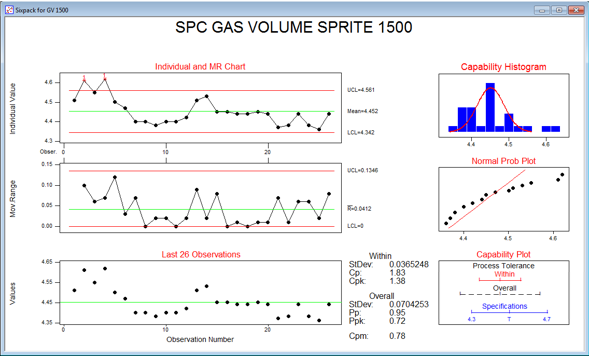 Sixpack for GV 1500
SPC GAS VOLUME SPRITE 1500
Individual and MR Chart
Individual Value
4.6
4.5
4.4
4.3
1
1
UCL=4.561
Mean=4.452
LCL=4.342
Obser.
0
10
20
Mov Range
0.15
0.10
0.05
0.00
UCL=0.1346
R=0.0412
LCL=0
Last 26 Observations
Values
4.65
4.55
4.45
4.35
0
10
20
Observation Number
Capability Histogram
4.4
4.5
4.6
Normal Prob Plot
4.4
4.5
4.6
Within
StDev: 0.0365248
Cp: 1.83
Cpk: 1.38
Overall
StDev: 0.0704253
Pp: 0.95
Ppk: 0.72
Cpm: 0.78
Capability Plot
Process Tolerance
Within
Overall
Specifications
4.3 T 4.7